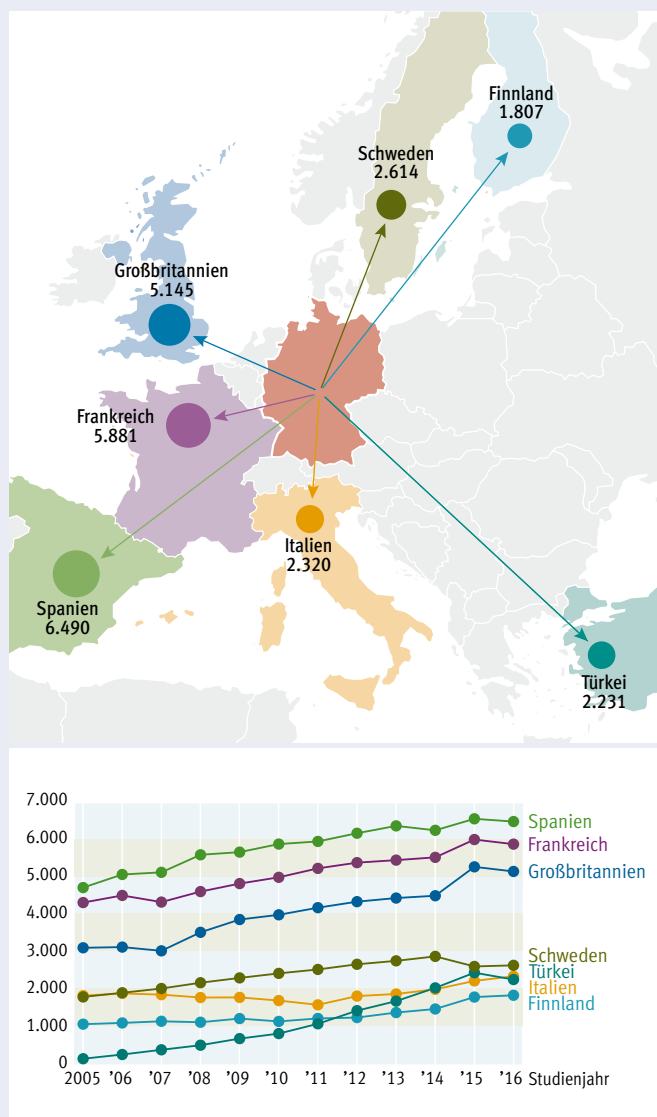 Finnland
1.807
Schweden
2.614
Großbritannien
5.145
Frankreich
5.881
Italien
2.320
Spanien
6.490
Türkei
2.231
7.000
6.000
5.000
4.000
3.000
2.000
1.000
0
Spanien
Frankreich
Großbritannien
Schweden
Türkei
Italien
Finnland
2005 '06 '07 '08 '09 '10 '11 '12 '13 '14 '15 '16 Studienjahr